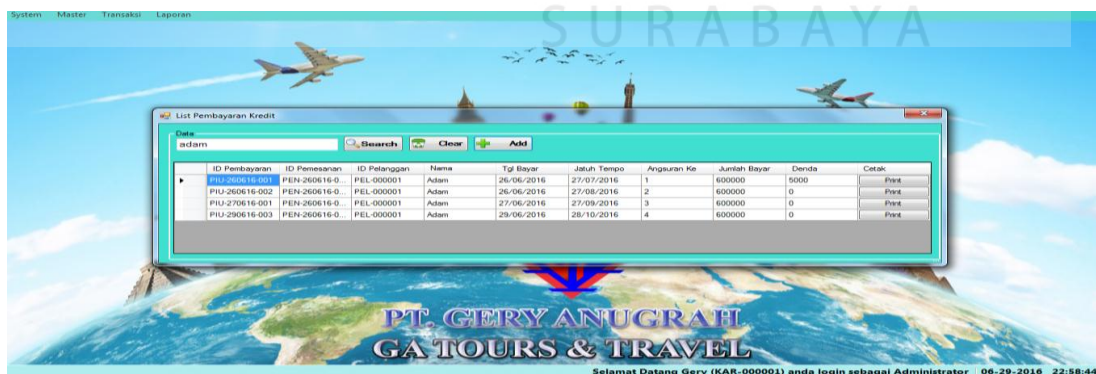 SURABAYA
System Master Transaksi Laporan
List Pembayaran Kredit
Data
adam Search Clear Add
ID Pembayaran ID Pemesanan ID Pelanggan Nama Tgl Bayar Jatuh Tempo Angsuran Ke Jumlah Bayar Denda Cetak
PIU-260616-001 PEN-260616-0... PEL-000001 Adam 26/06/2016 27/07/2016 1 600000 5000 Print
PIU-260616-002 PEN-260616-0... PEL-000001 Adam 26/06/2016 27/08/2016 2 600000 0 Print
PIU-270616-001 PEN-260616-0... PEL-000001 Adam 27/06/2016 27/09/2016 3 600000 0 Print
PIU-290616-003 PEN-260616-0... PEL-000001 Adam 29/06/2016 28/10/2016 4 600000 0 Print
PT. GERY ANUGRAH
GA TOURS & TRAVEL
Selamat Datang Gery (KAR-000001) anda login sebagai Administrator 06-29-2016 22:58:44